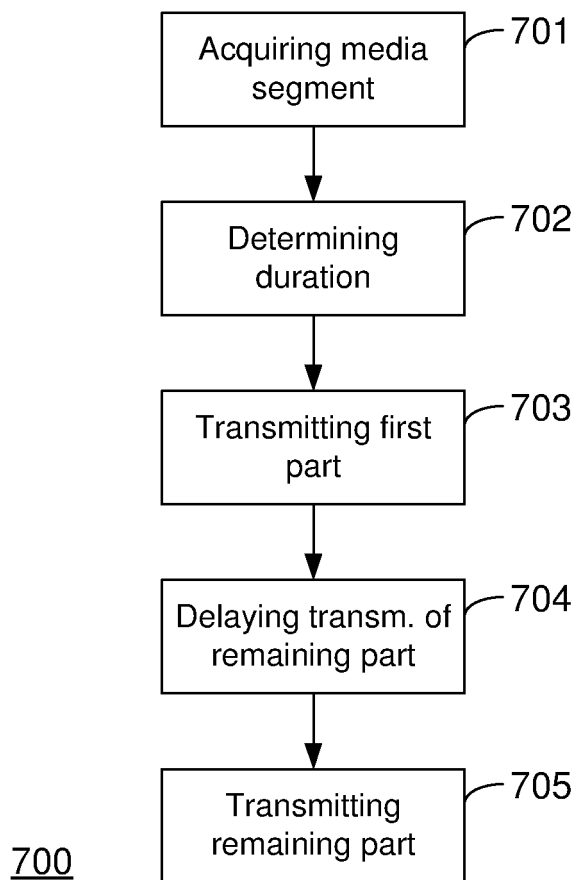 701
Acquiring media
segment
702
Determining
duration
703
Transmitting first
part
704
Delaying transm. of
remaining part
705
Transmitting
remaining part
700